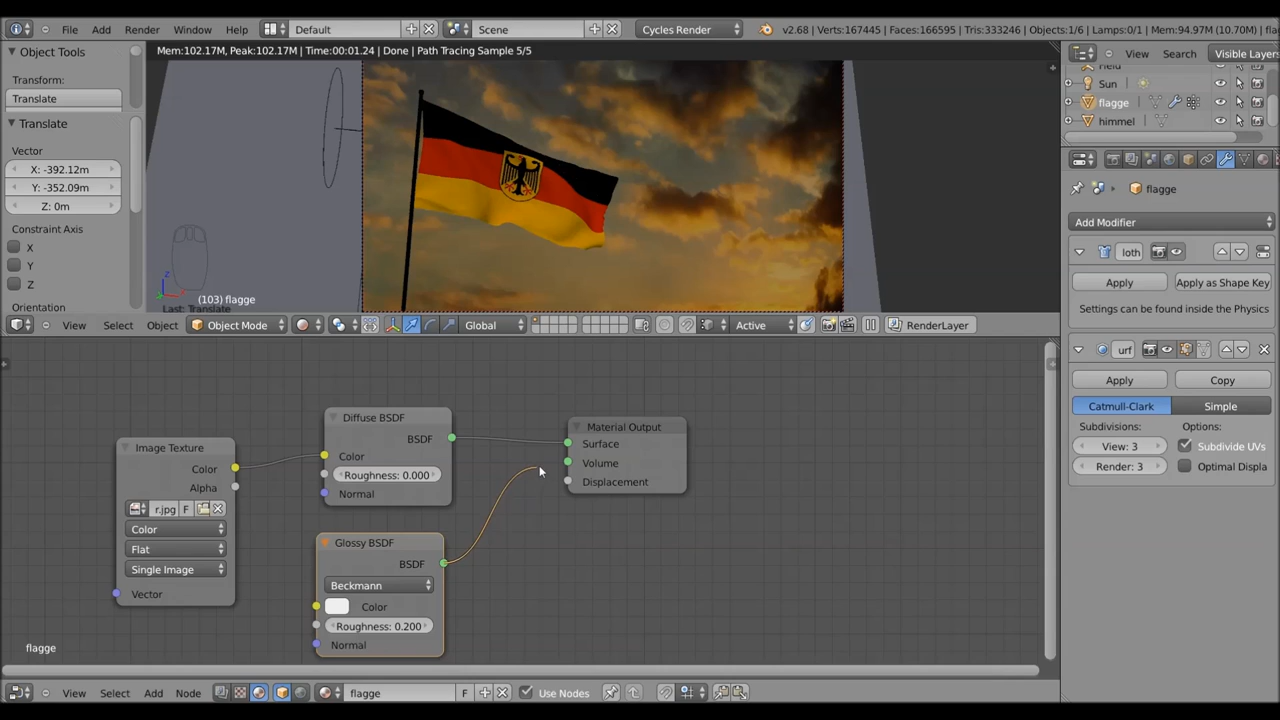 File Add Render Window Help Default Scene Cycles Render v2.68 | Verts:167445 | Faces:166595 | Tris:333246 | Objects:1/6 | Lamps:0/1 | Mem:94.97M (10.70M) |
Object Tools
Transform:
Translate
Translate
Vector
X: -392.12m
Y: -352.09m
Z: 0m
Constraint Axis
X
Y
Z
Orientation
Mem:102.17M, Peak:102.17M | Time:00:01.24 | Done | Path Tracing Sample 5/5
(103) flagge
Last: Translate
View Select Object Object Mode Global Active RenderLayer
View Search Visible Layers
Sun
flagge
himmel
flagge
Add Modifier
loth
Apply Apply as Shape Key
Settings can be found inside the Physics
urf
Apply Copy
Catmull-Clark Simple
Subdivisions: Options:
View: 3 Subdivide UVs
Render: 3 Optimal Displa
Image Texture
Color
Alpha
r.jpg F
Color
Flat
Single Image
Vector
Diffuse BSDF
BSDF
Color
Roughness: 0.000
Normal
Glossy BSDF
BSDF
Beckmann
Color
Roughness: 0.200
Normal
Material Output
Surface
Volume
Displacement
flagge
View Select Add Node flagge F Use Nodes